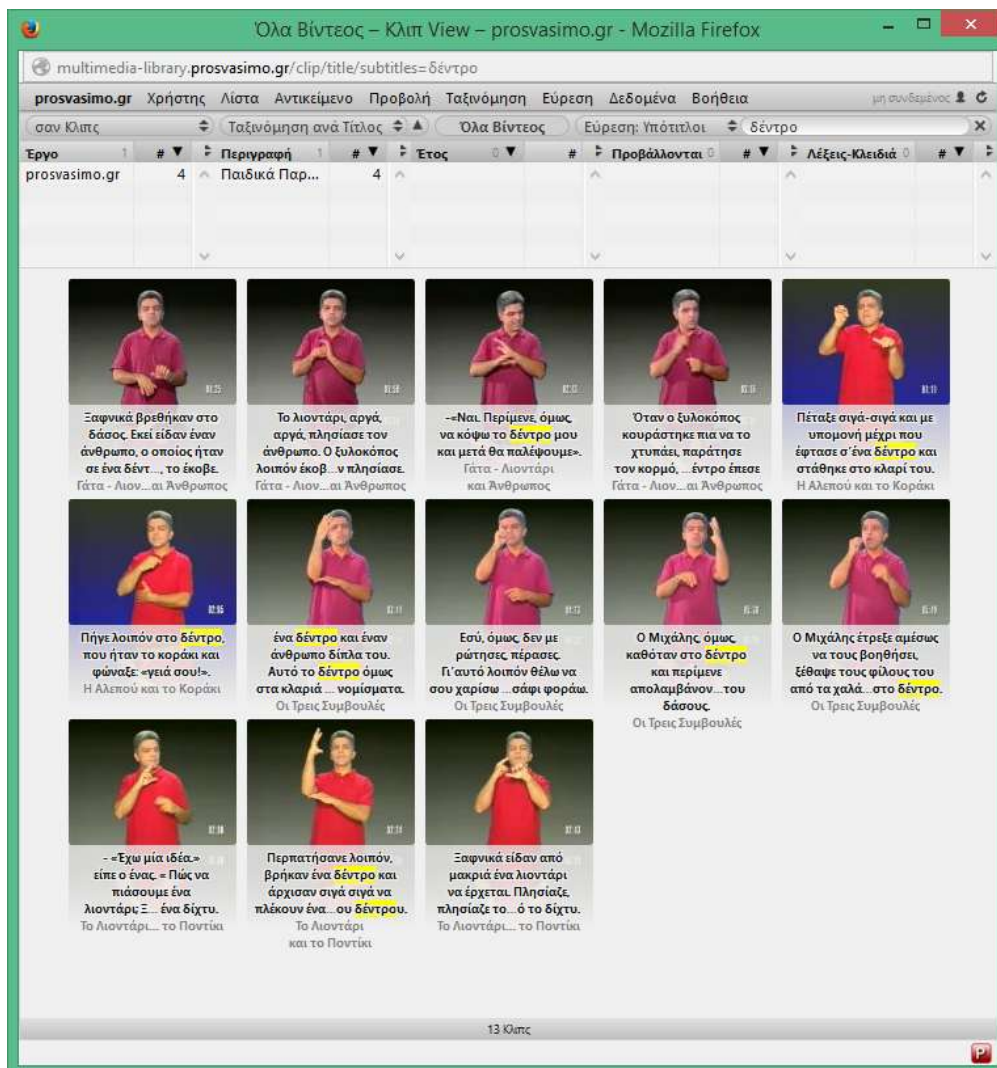 Όλα Βίντεος – Κλιπ View – prosvasimo.gr - Mozilla Firefox
multimedia-library.prosvasimo.gr/clip/title/subtitles=δέντρο
prosvasimo.gr Χρήστης Λίστα Αντικείμενο Προβολή Ταξινόμηση Εύρεση Δεδομένα Βοήθεια μη συνδεμένος
σαν Κλιπς Ταξινόμηση ανά Τίτλος Όλα Βίντεος Εύρεση: Υπότιτλοι δέντρο
Έργο 1 # Περιγραφή 1 # Έτος 0 # Προβάλλονται 0 # Λέξεις-Κλειδιά 0 #
prosvasimo.gr 4 Παιδικά Παρ... 4
Ξαφνικά βρεθήκαν στο
δάσος. Εκεί είδαν έναν
άνθρωπο, ο οποίος ήταν
σε ένα δέντ..., το έκοβε.
Γάτα - Λιον...αι Άνθρωπος
Το λιοντάρι, αργά,
αργά, πλησίασε τον
άνθρωπο. Ο ξυλοκόπος
λοιπόν έκοβ...ν πλησίασε.
Γάτα - Λιον...αι Άνθρωπος
-«Ναι. Περίμενε, όμως,
να κόψω το δέντρο μου
και μετά θα παλέψουμε».
Γάτα - Λιοντάρι
και Άνθρωπος
Όταν ο ξυλοκόπος
κουράστηκε πια να το
χτυπάει, παράτησε
τον κορμό, ...έντρο έπεσε
Γάτα - Λιον...αι Άνθρωπος
Πέταξε σιγά-σιγά και με
υπομονή μέχρι που
έφτασε σ'ένα δέντρο και
στάθηκε στο κλαρί του.
Η Αλεπού και το Κοράκι
Πήγε λοιπόν στο δέντρο,
που ήταν το κοράκι και
φώναξε: «γειά σου!».
Η Αλεπού και το Κοράκι
ένα δέντρο και έναν
άνθρωπο δίπλα του.
Αυτό το δέντρο όμως
στα κλαριά ... νομίσματα.
Οι Τρεις Συμβουλές
Εσύ, όμως, δεν με
ρώτησες, πέρασες.
Γι'αυτό λοιπόν θέλω να
σου χαρίσω ...σάφι φοράω.
Οι Τρεις Συμβουλές
Ο Μιχάλης, όμως,
καθόταν στο δέντρο
και περίμενε
απολαμβάνον...του
δάσους.
Οι Τρεις Συμβουλές
Ο Μιχάλης έτρεξε αμέσως
να τους βοηθήσει,
ξέθαψε τους φίλους του
από τα χαλά...στο δέντρο.
Οι Τρεις Συμβουλές
- «Έχω μία ιδέα.»
είπε ο ένας. « Πώς να
πιάσουμε ένα
λιοντάρι; Ξ... ένα δίχτυ.
Το Λιοντάρι... το Ποντίκι
Περπατήσανε λοιπόν,
βρήκαν ένα δέντρο και
άρχισαν σιγά σιγά να
πλέκουν ένα...ου δέντρου.
Το Λιοντάρι
και το Ποντίκι
Ξαφνικά είδαν από
μακριά ένα λιοντάρι
να έρχεται. Πλησίαζε,
πλησίαζε το...ό το δίχτυ.
Το Λιοντάρι... το Ποντίκι
13 Κλιπς